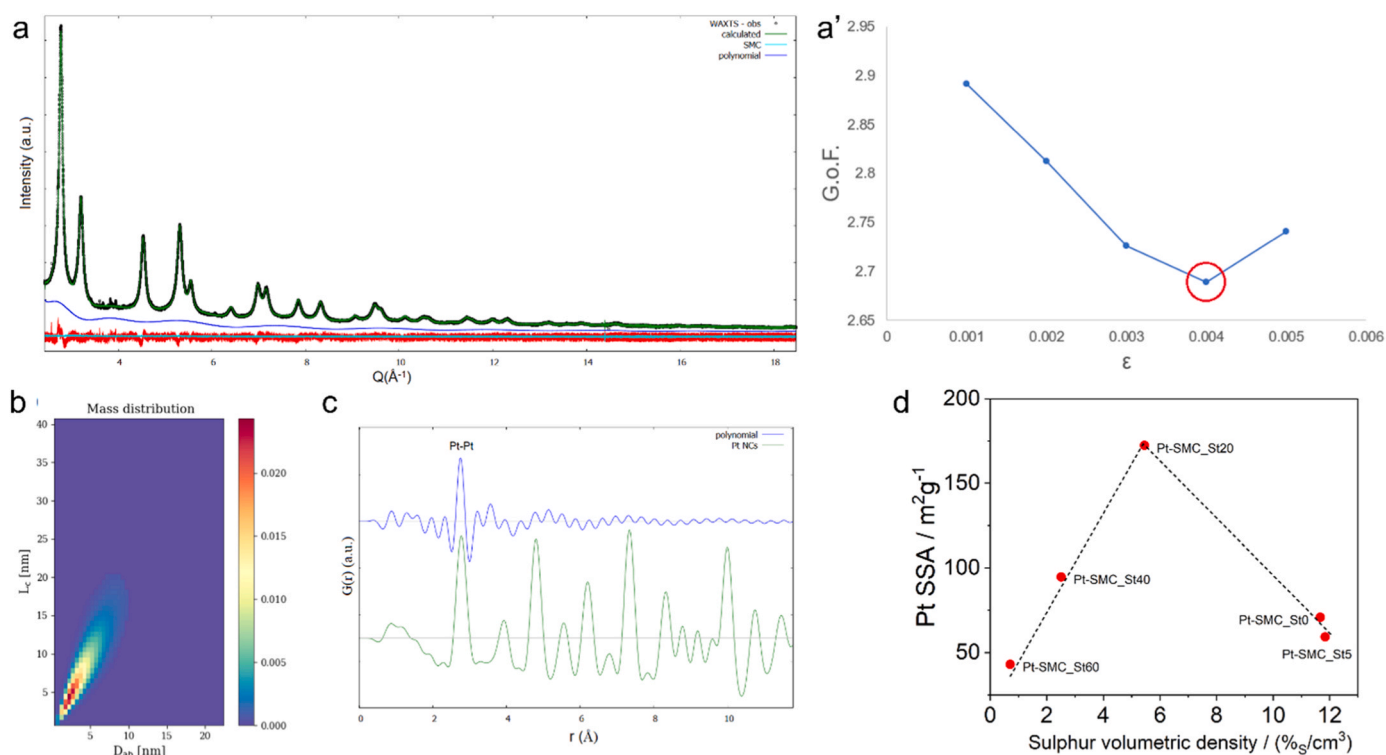 a
WAXTS - obs
calculated
SMC
polynomial
Intensity (a.u.)
4 6 8 10 12 14 16 18
Q(Å-1)
a'
2.95
2.9
2.85
2.8
2.75
2.7
2.65
G.o.F.
0 0.001 0.002 0.003 0.004 0.005 0.006
ε
b
Mass distribution
40
35
30
25
20
15
10
5
Lc [nm]
5 10 15 20
Dab [nm]
0.020
0.015
0.010
0.005
0.000
c
polynomial
Pt NCs
Pt-Pt
G(r) (a.u.)
0 2 4 6 8 10
r (Å)
d
200
150
100
50
Pt SSA / m2g-1
Pt-SMC_St20
Pt-SMC_St40
Pt-SMC_St0
Pt-SMC_St5
Pt-SMC_St60
0 2 4 6 8 10 12
Sulphur volumetric density / (%S/cm3)